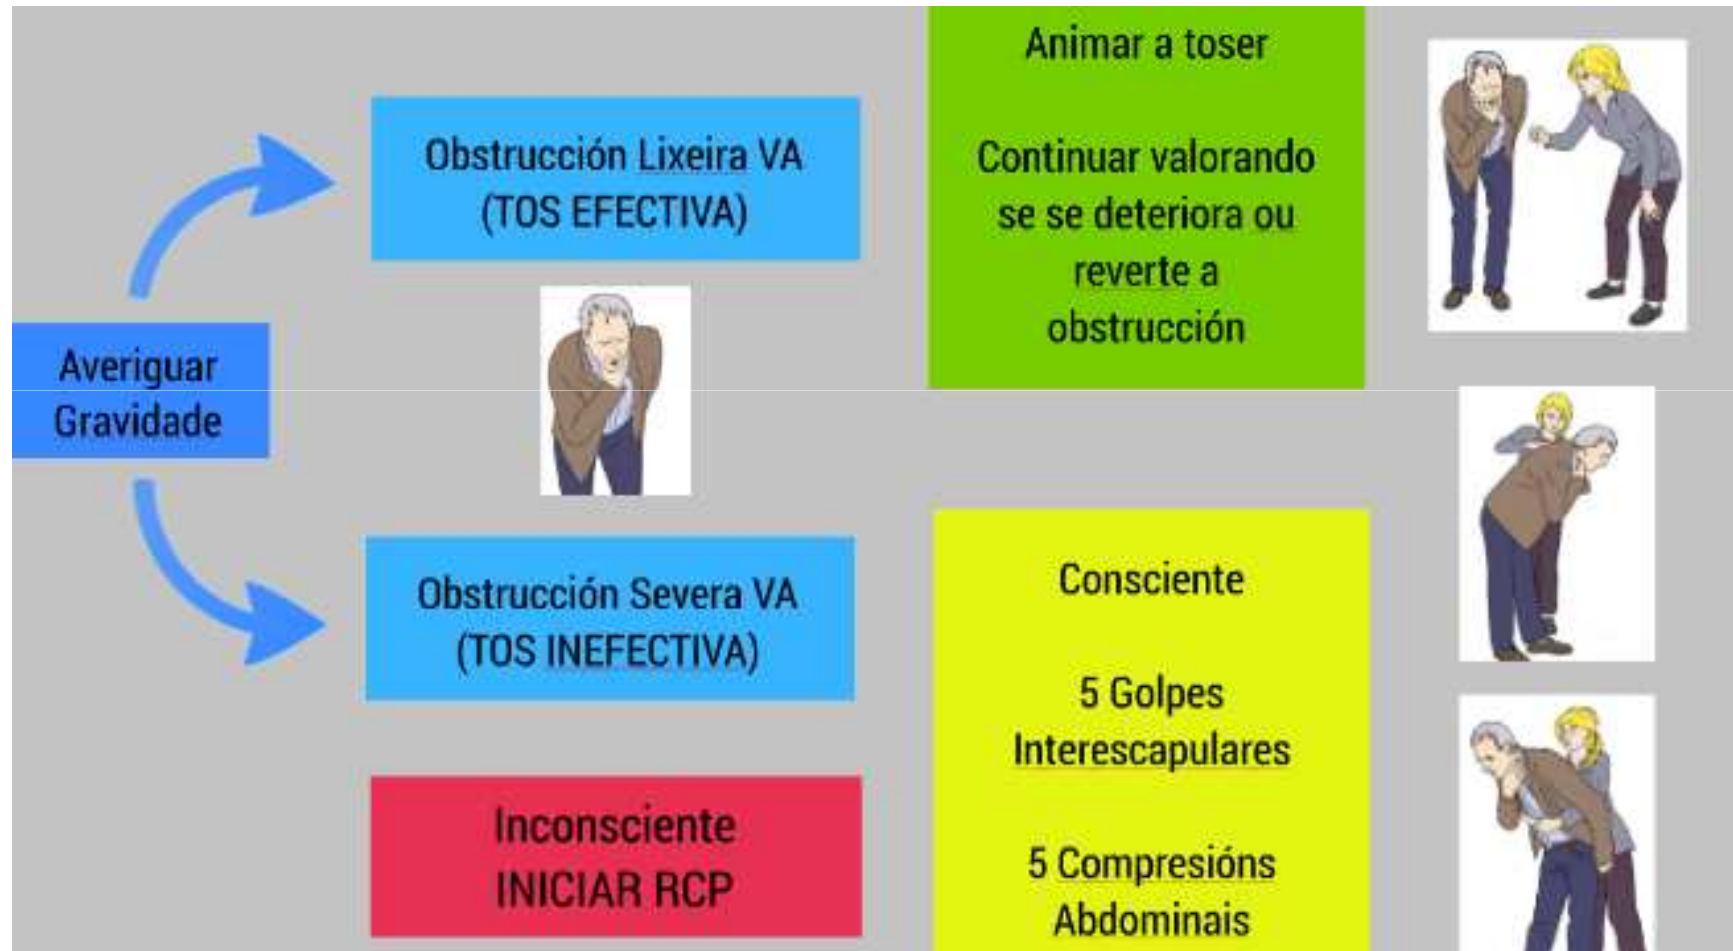 Averiguar
Gravidade
Obstrucción Lixeira VA
(TOS EFECTIVA)
Animar a toser
Continuar valorando
se se deteriora ou
reverte a
obstrucción
Obstrucción Severa VA
(TOS INEFECTIVA)
Consciente
5 Golpes
Interescapulares
5 Compresións
Abdominais
Inconsciente
INICIAR RCP